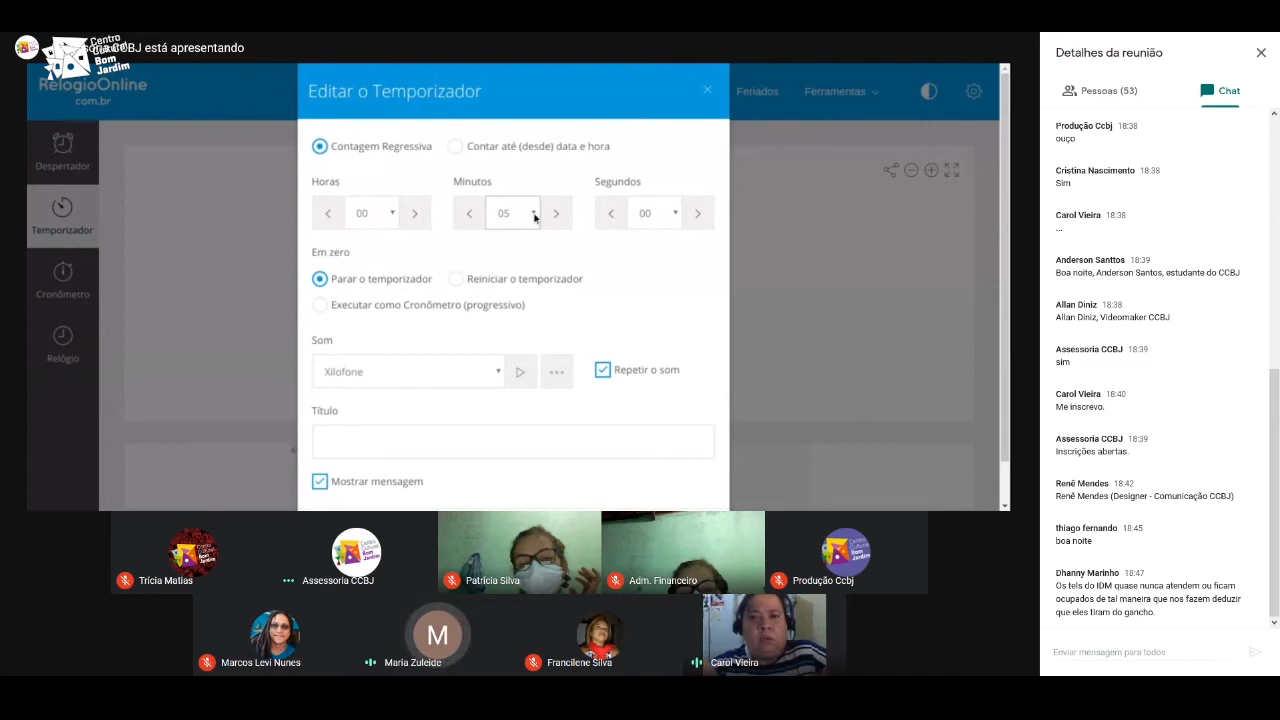 CCBJ está apresentando
Centro
Cultural
Bom
Jardim
RelogioOnline
com.br
Feriados
Ferramentas
Despertador
Temporizador
Cronômetro
Relógio
Editar o Temporizador
Contagem Regressiva
Contar até (desde) data e hora
Horas
Minutos
Segundos
00
05
00
Em zero
Parar o temporizador
Reiniciar o temporizador
Executar como Cronômetro (progressivo)
Som
Xilofone
Repetir o som
Título
Mostrar mensagem
Trícia Matias
Assessoria CCBJ
Patricia Silva
Adm. Financeiro
Produção Ccbj
Marcos Levi Nunes
M
Maria Zuleide
Francilene Silva
Carol Vieira
Detalhes da reunião
Pessoas (53)
Chat
Produção Ccbj 18:38
ouço
Cristina Nascimento 18:38
Sim
Carol Vieira 18:38
...
Anderson Santtos 18:39
Boa noite, Anderson Santos, estudante do CCBJ
Allan Diniz 18:38
Allan Diniz, Videomaker CCBJ
Assessoria CCBJ 18:39
sim
Carol Vieira 18:40
Me inscrevo.
Assessoria CCBJ 18:39
Inscrições abertas.
Renê Mendes 18:42
Renê Mendes (Designer - Comunicação CCBJ)
thiago fernando 18:45
boa noite
Dhanny Marinho 18:47
Os tels do IDM quase nunca atendem ou ficam
ocupados de tal maneira que nos fazem deduzir
que eles tiram do gancho.
Enviar mensagem para todos